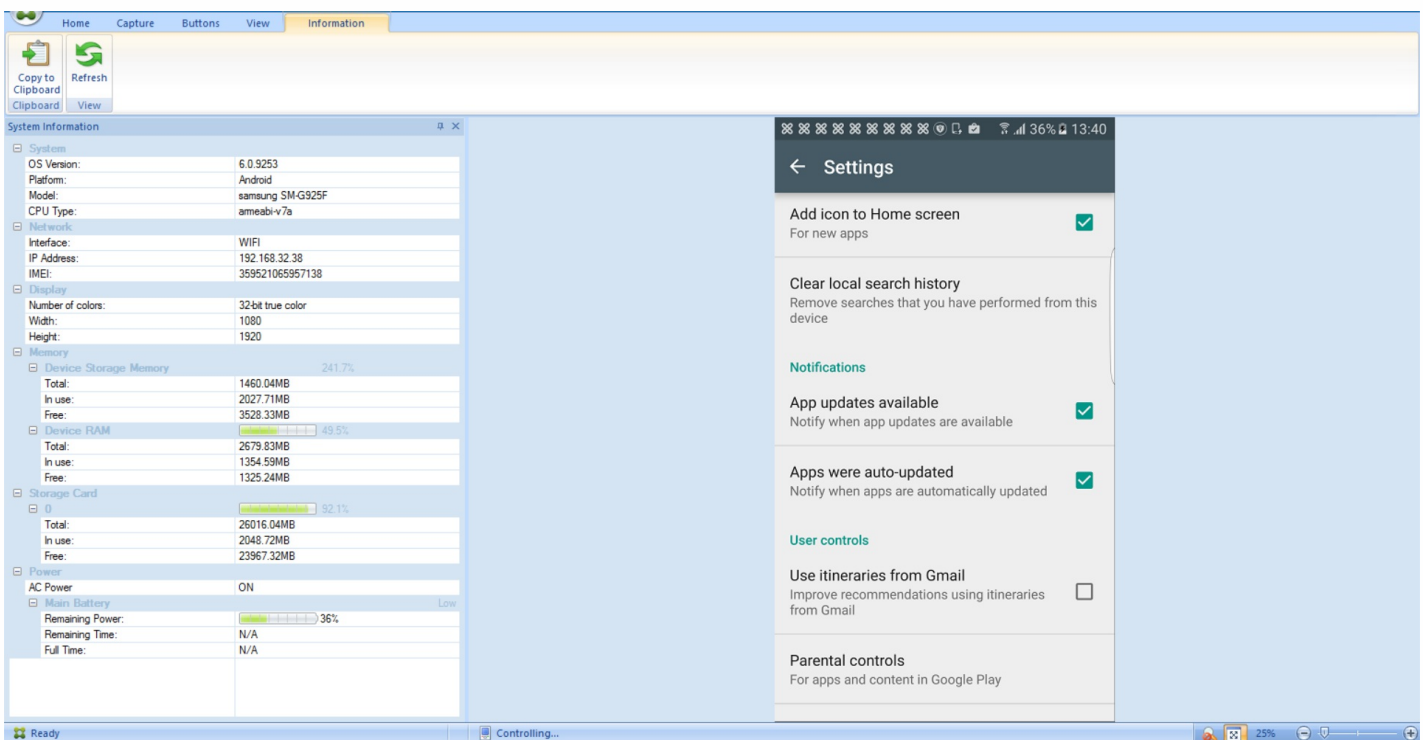 Home Capture Buttons View Information
Copy to Clipboard
Refresh
Clipboard View
System Information
System
OS Version: 6.0.9253
Platform: Android
Model: samsung SM-G925F
CPU Type: armeabi-v7a
Network
Interface: WIFI
IP Address: 192.168.32.38
IMEI: 359521065957138
Display
Number of colors: 32-bit true color
Width: 1080
Height: 1920
Memory
Device Storage Memory 241.7%
Total: 1460.04MB
In use: 2027.71MB
Free: 3528.33MB
Device RAM 49.5%
Total: 2679.83MB
In use: 1354.59MB
Free: 1325.24MB
Storage Card
0 92.1%
Total: 26016.04MB
In use: 2048.72MB
Free: 23967.32MB
Power
AC Power ON
Main Battery Low
Remaining Power: 36%
Remaining Time: N/A
Full Time: N/A
36% 13:40
Settings
Add icon to Home screen
For new apps
Clear local search history
Remove searches that you have performed from this
device
Notifications
App updates available
Notify when app updates are available
Apps were auto-updated
Notify when apps are automatically updated
User controls
Use itineraries from Gmail
Improve recommendations using itineraries
from Gmail
Parental controls
For apps and content in Google Play
Ready Controlling... 25%